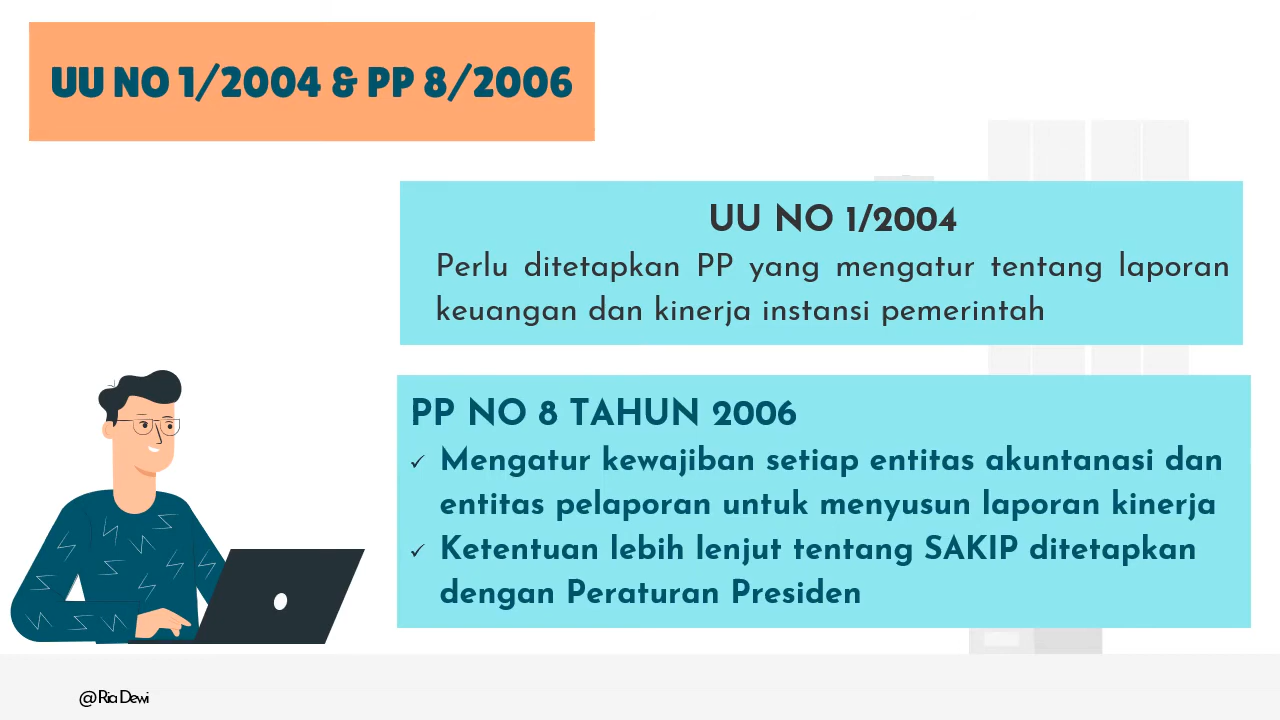 UU NO 1/2004 & PP 8/2006
UU NO 1/2004
Perlu ditetapkan PP yang mengatur tentang laporan
keuangan dan kinerja instansi pemerintah
PP NO 8 TAHUN 2006
✓ Mengatur kewajiban setiap entitas akuntanasi dan
entitas pelaporan untuk menyusun laporan kinerja
✓ Ketentuan lebih lenjut tentang SAKIP ditetapkan
dengan Peraturan Presiden
@Ria Dewi